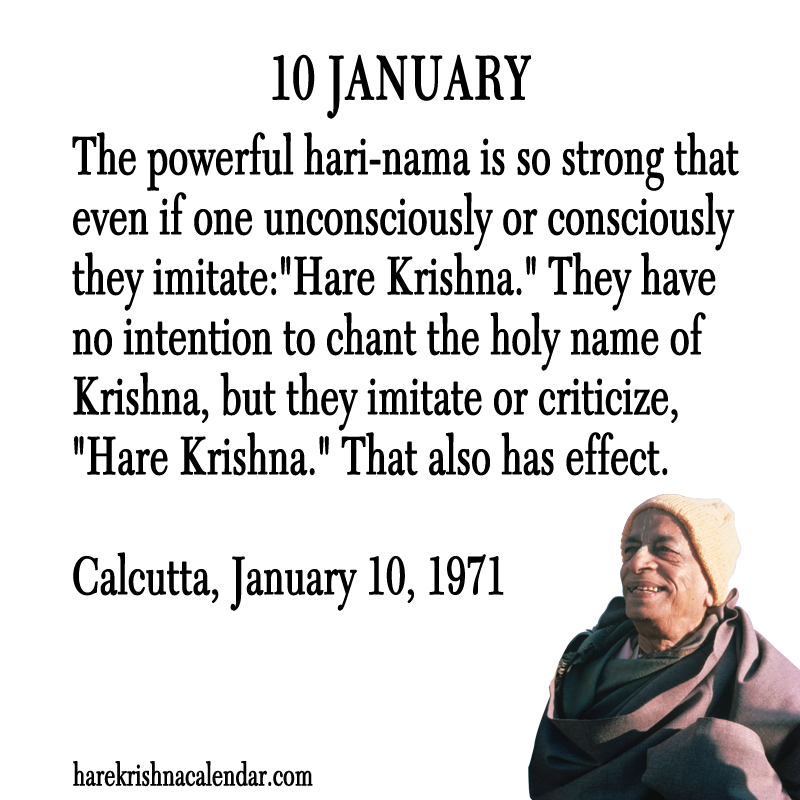 10 JANUARY
The powerful hari-nama is so strong that
even if one unconsciously or consciously
they imitate:"Hare Krishna." They have
no intention to chant the holy name of
Krishna, but they imitate or criticize,
"Hare Krishna." That also has effect.
Calcutta, January 10, 1971
harekrishnacalendar.com